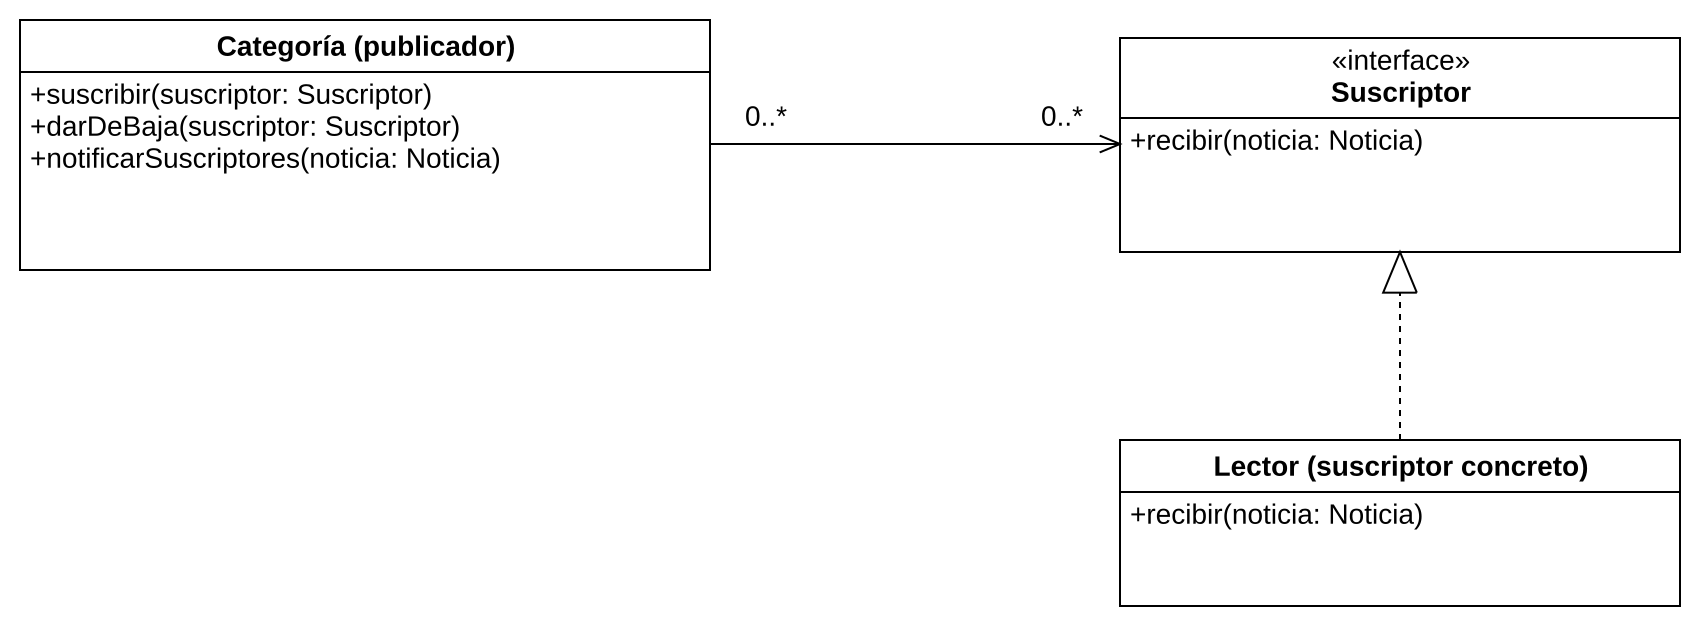 Categoría (publicador)
+suscribir(suscriptor: Suscriptor)
+darDeBaja(suscriptor: Suscriptor)
+notificarSuscriptores(noticia: Noticia)
0..*
0..*
«interface»
Suscriptor
+recibir(noticia: Noticia)
Lector (suscriptor concreto)
+recibir(noticia: Noticia)